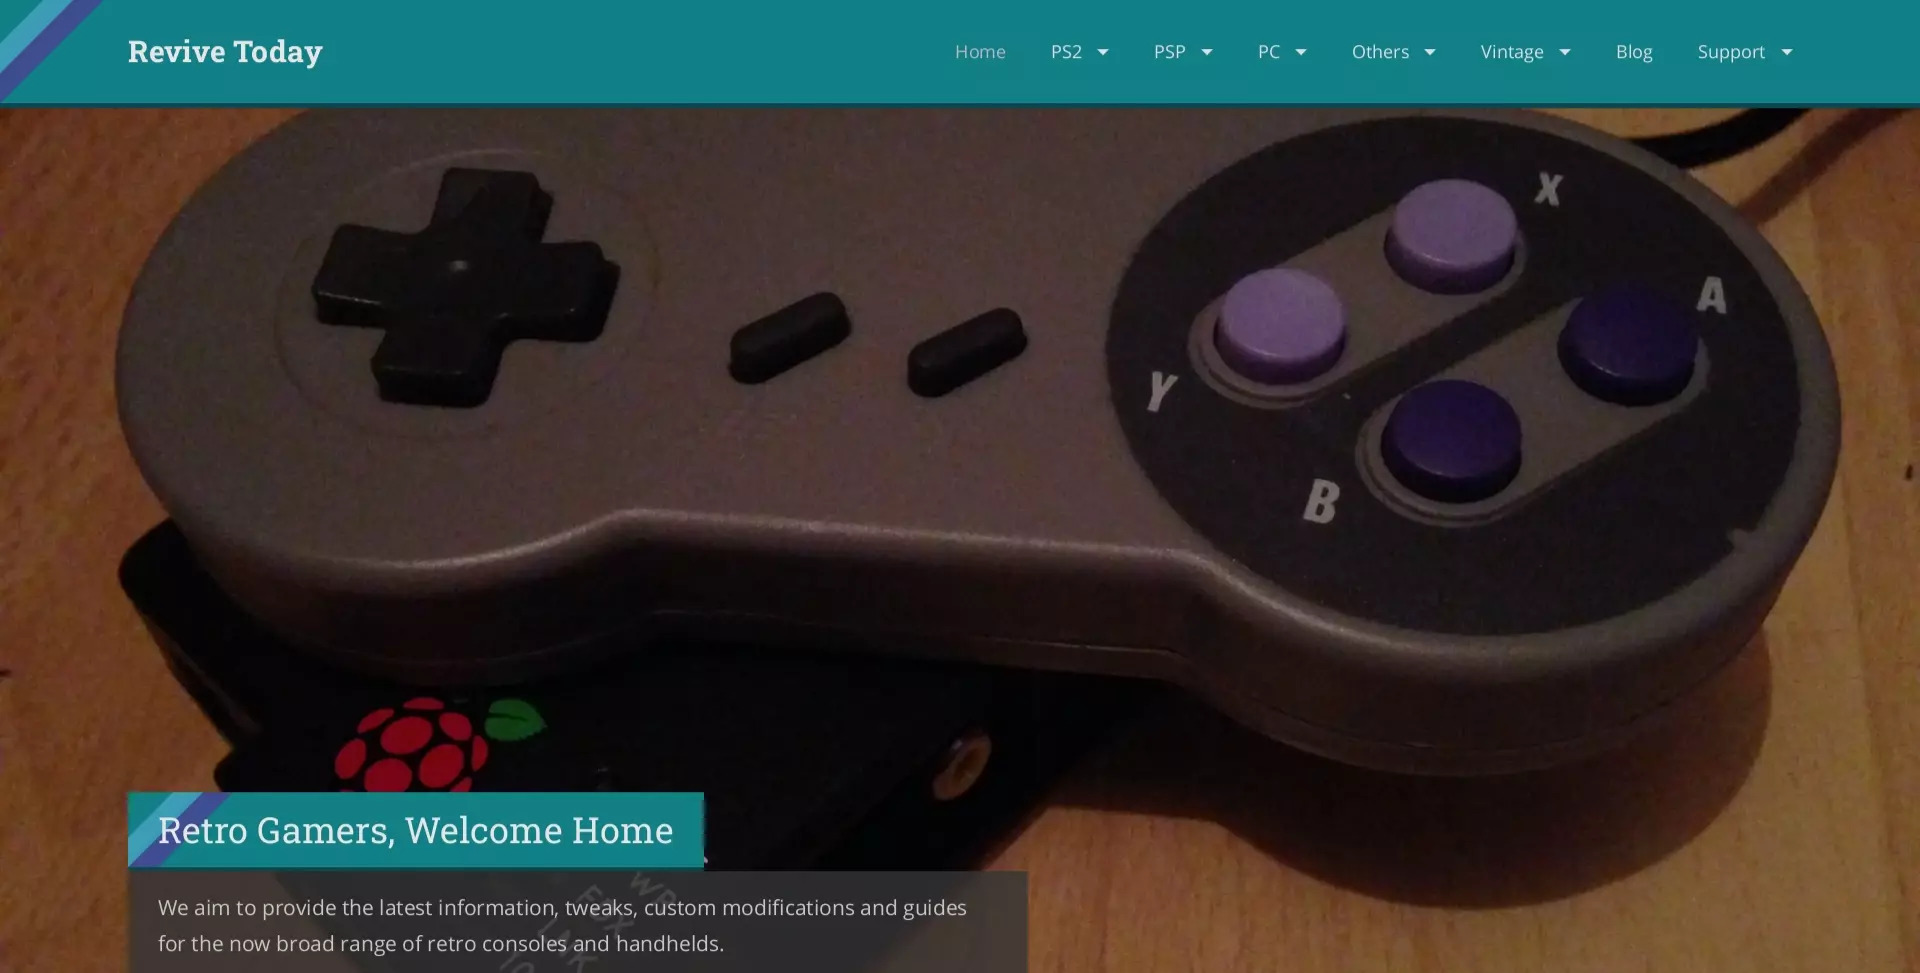 Revive Today
Home PS2 PSP PC Others Vintage Blog Support
X
A
Y
B
Retro Gamers, Welcome Home
We aim to provide the latest information, tweaks, custom modifications and guides
for the now broad range of retro consoles and handhelds.